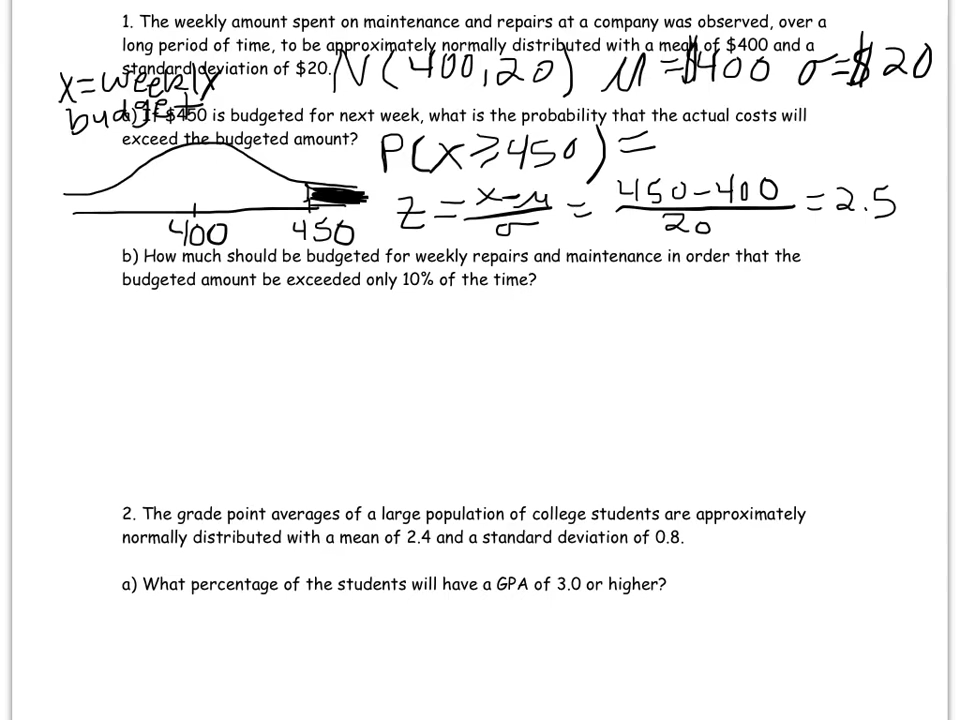 1. The weekly amount spent on maintenance and repairs at a company was observed, over a
long period of time, to be approximately normally distributed with a mean of $400 and a
standard deviation of $20. N(400,20) μ=$400 σ=$20
x=weekly
budget
a) If $450 is budgeted for next week, what is the probability that the actual costs will
exceed the budgeted amount? P(x≥450)=
z = x-μ/σ = 450-400/20 = 2.5
400 450
b) How much should be budgeted for weekly repairs and maintenance in order that the
budgeted amount be exceeded only 10% of the time?
2. The grade point averages of a large population of college students are approximately
normally distributed with a mean of 2.4 and a standard deviation of 0.8.
a) What percentage of the students will have a GPA of 3.0 or higher?